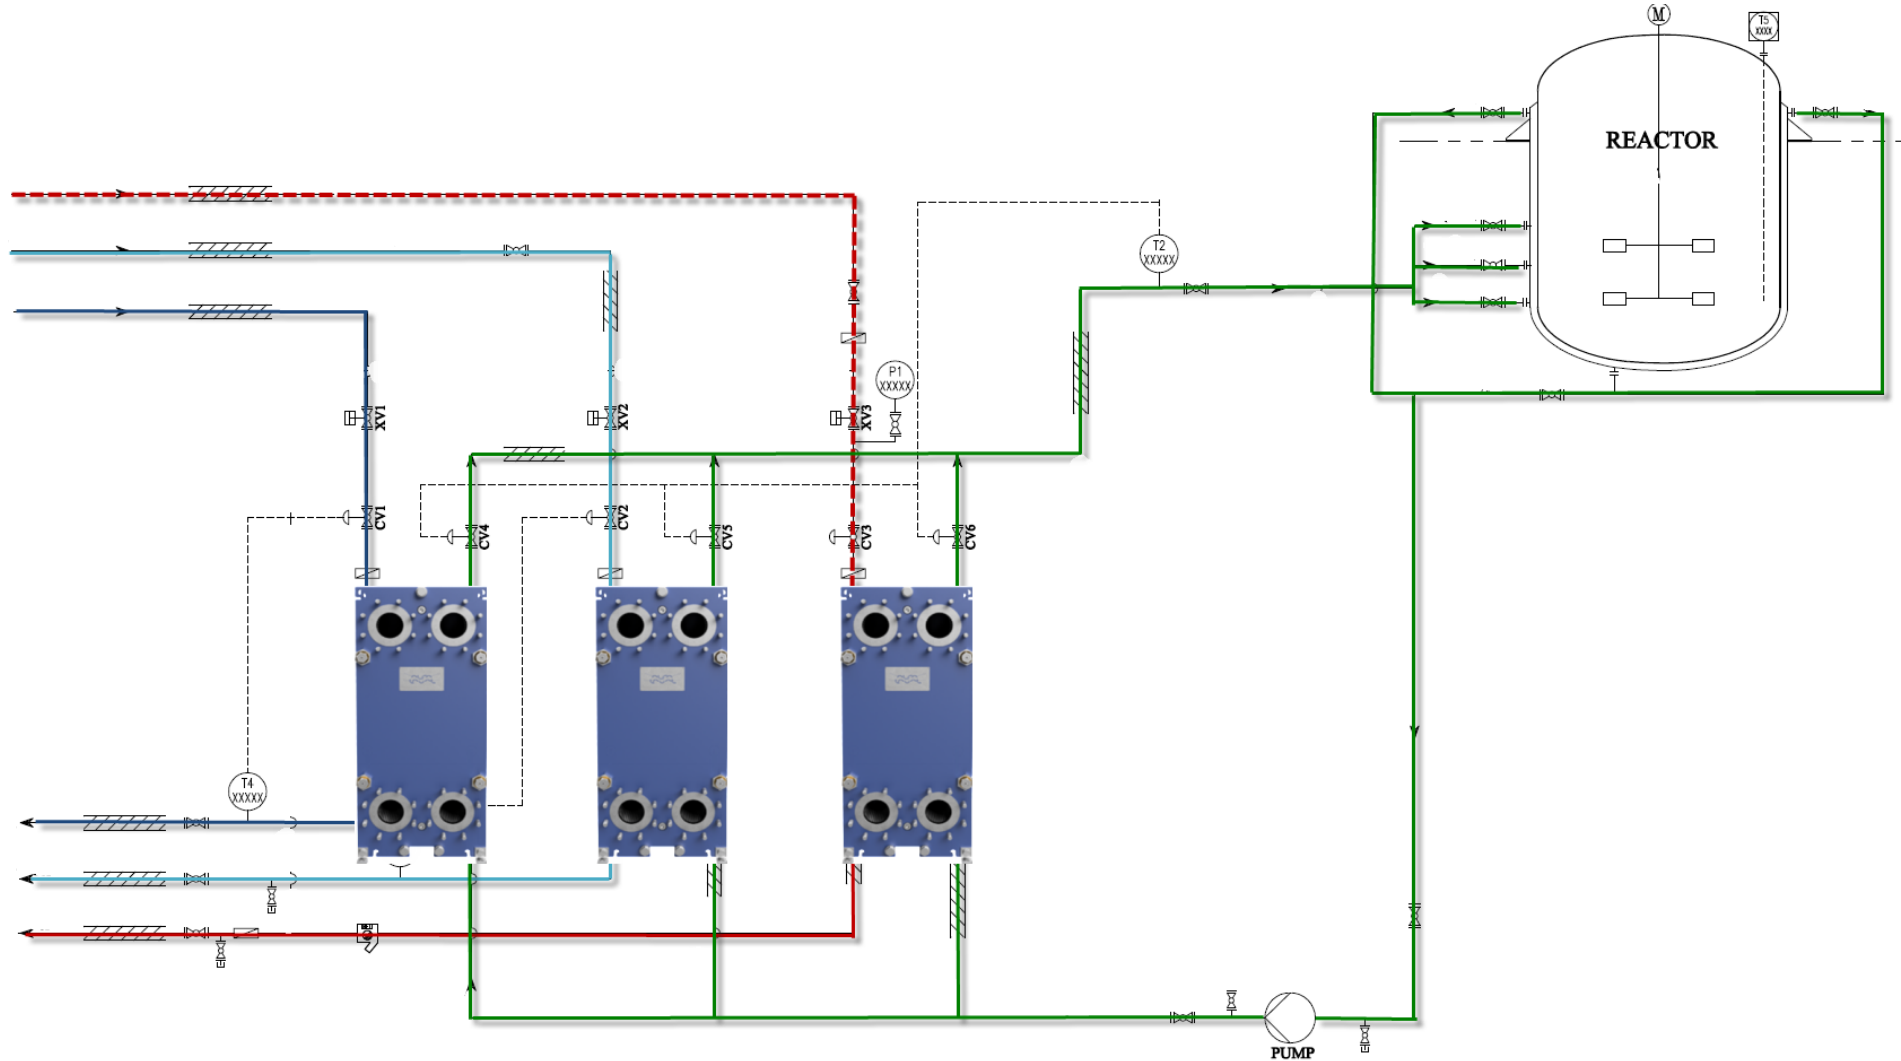 M
T5
XXXX
REACTOR
T2
XXXXX
P1
XXXXX
XV1
XV2
XV3
CV1
CV2
CV4
CV5
CV3
CV6
T4
XXXXX
PUMP